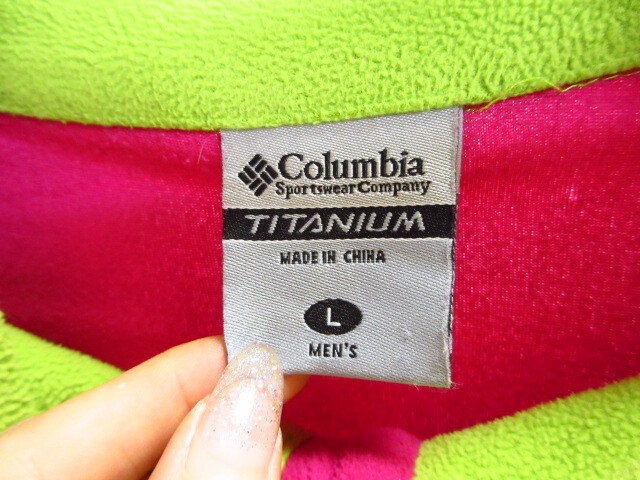 Columbia
Sportswear Company
TITANIUM
MADE IN CHINA
L
MEN'S